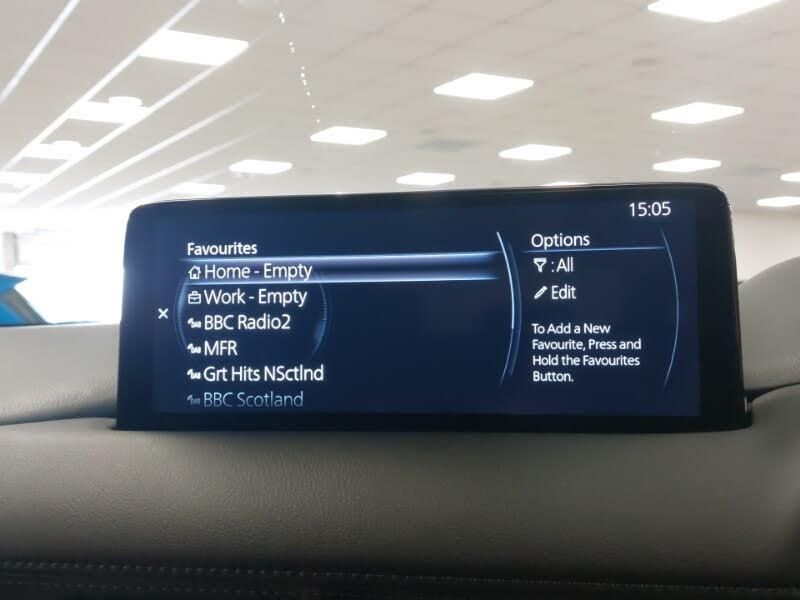 15:05
Favourites
Home - Empty
Work - Empty
BBC Radio2
MFR
Grt Hits NSctlnd
BBC Scotland
Options
: All
Edit
To Add a New
Favourite, Press and
Hold the Favourites
Button.